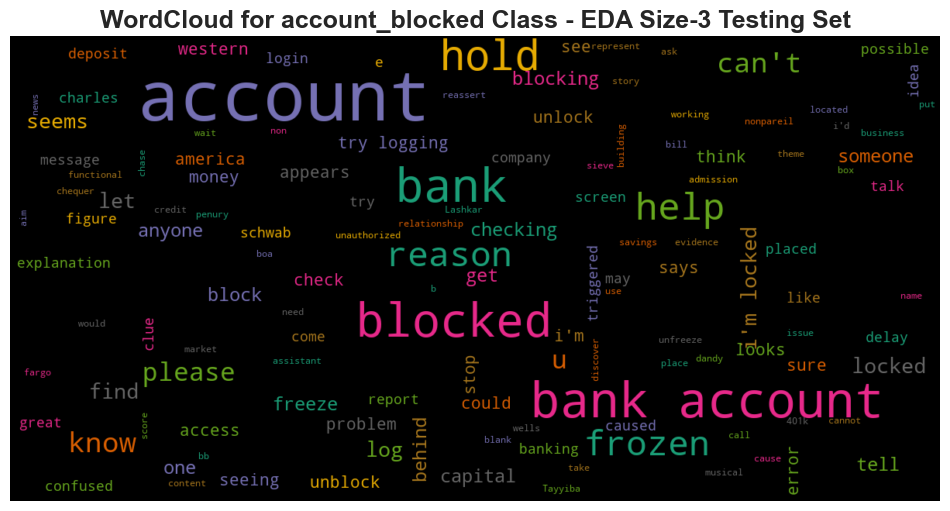 WordCloud for account_blocked Class - EDA Size-3 Testing Set
deposit western login e hold see represent ask possible
account blocking can't idea
news charles reassert story put
seems wait non try logging unlock working nonpareil located i'd business
message chase america appears company sieve building bill think theme someone
functional money bank admission box talk
chequer let penury credit try Lashkar screen help
aim figure anyone schwab unauthorized relationship checking savings evidence placed
explanation boa reason get triggered says i'm locked
block check b may use like name
would clue need blocked i'm unfreeze issue delay
market come looks
fargo please assistant stop u discover place dandy sure locked
find freeze report could bank account
great score problem blank wells caused 401k cannot
know access behind log banking frozen call
bb one capital take cause error tell
confused content seeing unblock Tayyiba musical